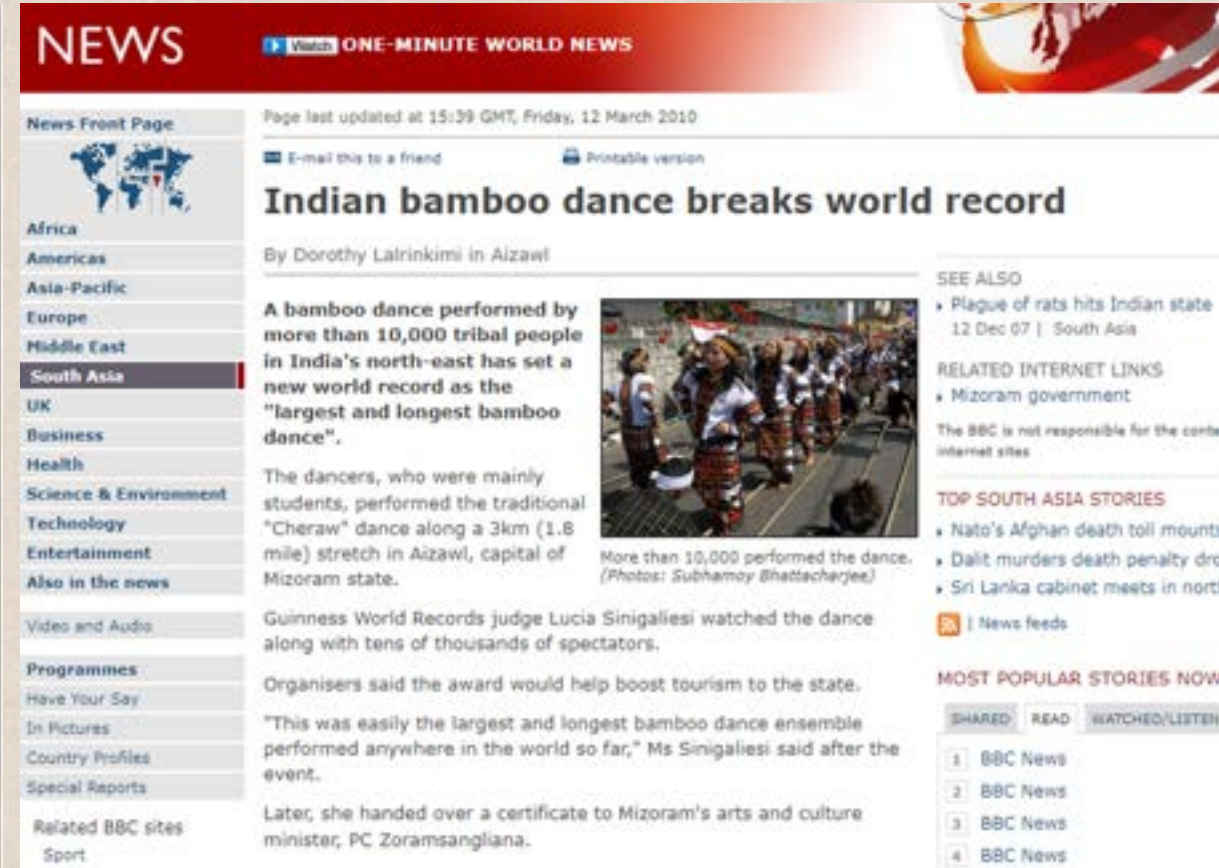 NEWS
Watch ONE-MINUTE WORLD NEWS
News Front Page
Africa
Americas
Asia-Pacific
Europe
Middle East
South Asia
UK
Business
Health
Science & Environment
Technology
Entertainment
Also in the news
Video and Audio
Programmes
Have Your Say
In Pictures
Country Profiles
Special Reports
Related BBC sites
Sport
Page last updated at 15:39 GMT, Friday, 12 March 2010
E-mail this to a friend
Printable version
Indian bamboo dance breaks world record
By Dorothy Lalrinkimi in Aizawl
A bamboo dance performed by
more than 10,000 tribal people
in India's north-east has set a
new world record as the
"largest and longest bamboo
dance".
The dancers, who were mainly
students, performed the traditional
"Cheraw" dance along a 3km (1.8
mile) stretch in Aizawl, capital of
Mizoram state.
More than 10,000 performed the dance.
(Photos: Subhamoy Bhattacharjee)
Guinness World Records judge Lucia Sinigaliesi watched the dance
along with tens of thousands of spectators.
Organisers said the award would help boost tourism to the state.
"This was easily the largest and longest bamboo dance ensemble
performed anywhere in the world so far," Ms Sinigaliesi said after the
event.
Later, she handed over a certificate to Mizoram's arts and culture
minister, PC Zoramsangliana.
SEE ALSO
Plague of rats hits Indian state
12 Dec 07 | South Asia
RELATED INTERNET LINKS
Mizoram government
The BBC is not responsible for the
internet sites
TOP SOUTH ASIA STORIES
Nato's Afghan death toll mounts
Dalit murders death penalty
Sri Lanka cabinet meets in
| News feeds
MOST POPULAR STORIES NOW
SHARED READ
1 BBC News
2 BBC News
3 BBC News
4 BBC News